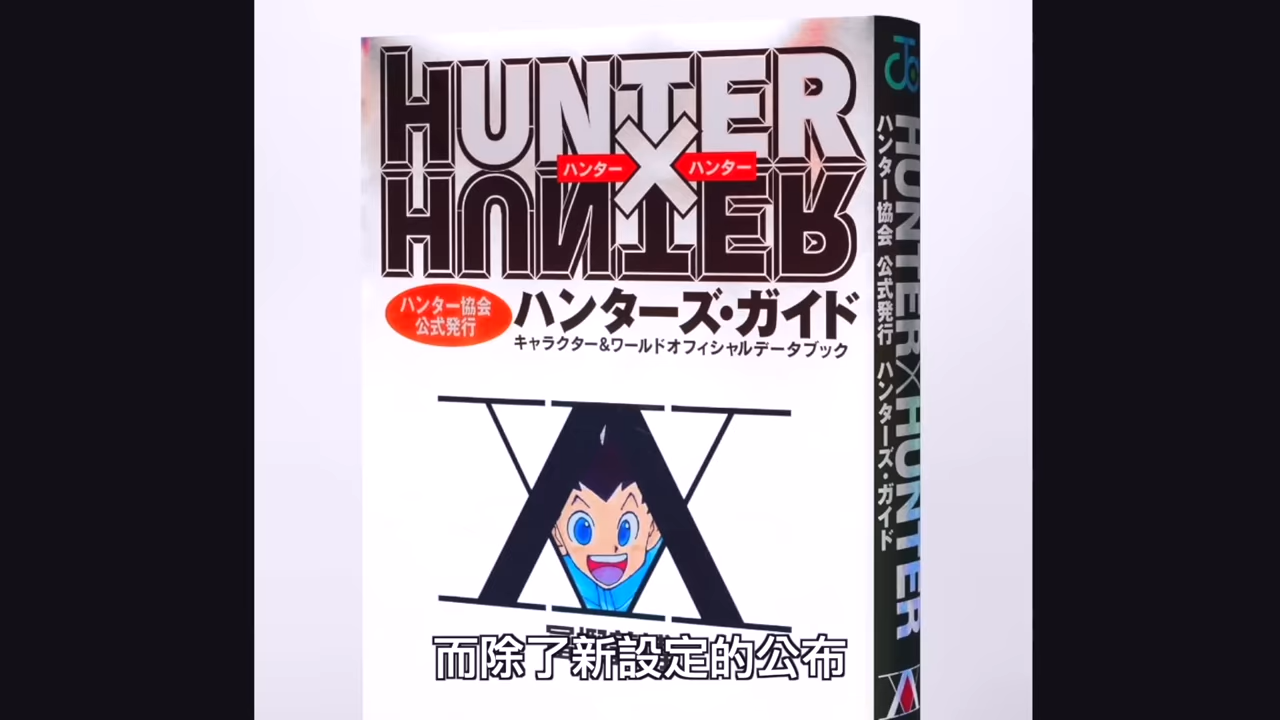 HUNTER
ハンター × ハンター
HUNTER
ハンター協会
公式発行
ハンターズ・ガイド
キャラクター&ワールドオフィシャルデータブック
而除了新設定的公布
JC
ハンター協会 公式発行 ハンターズ・ガイド
HUNTER×HUNTER